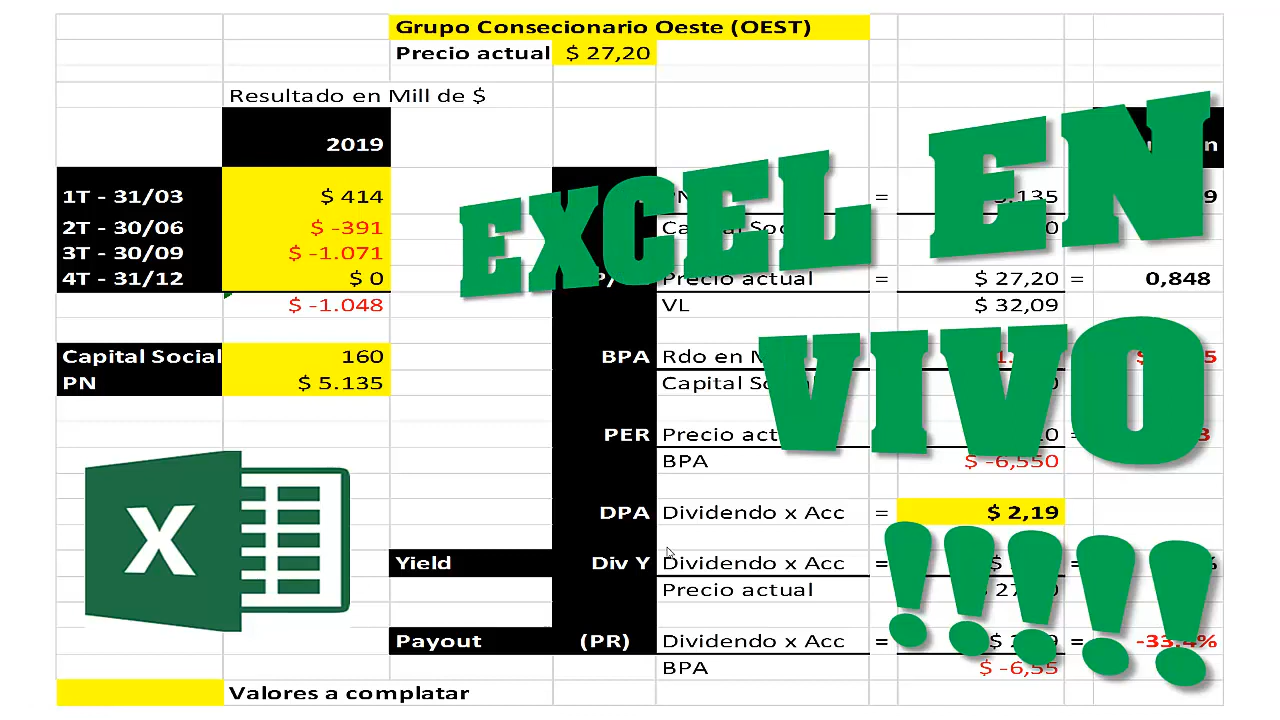 Grupo Consecionario Oeste (OEST)
Precio actual $ 27,20
Resultado en Mill de $
2019
1T - 31/03 $ 414
2T - 30/06 $ -391
3T - 30/09 $ -1.071
4T - 31/12 $ 0
$ -1.048
Capital Social 160
PN $ 5.135
EXCEL EN
VIVO
!!!!!
=
Precio actual = $ 27,20 = 0,848
VL $ 32,09
BPA Rdo en
Capital
PER Precio =
BPA $ -6,550
DPA Dividendo x Acc = $ 2,19
Yield Div Y Dividendo x Acc =
Precio actual
Payout (PR) Dividendo x Acc = =
BPA $ -6,55
X
Valores a complatar